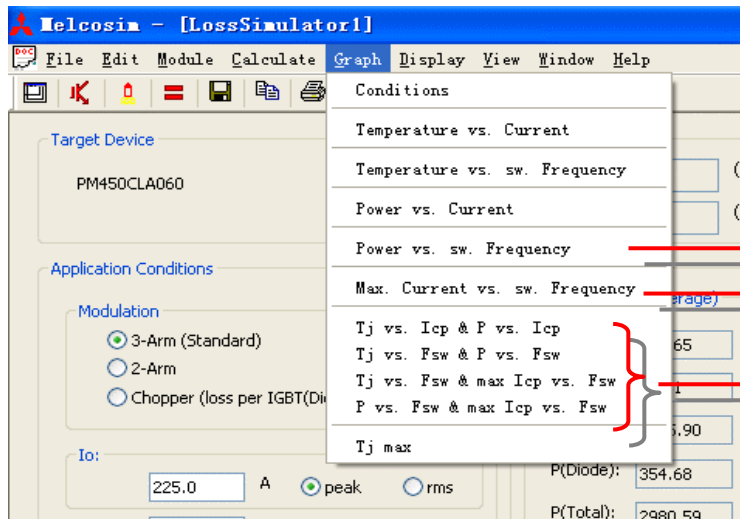 Melcosim - [LossSimulator1]
DOC File Edit Module Calculate Graph Display View Window Help
Conditions
Temperature vs. Current
Temperature vs. sw. Frequency
Power vs. Current
Power vs. sw. Frequency
Max. Current vs. sw. Frequency
Tj vs. Icp & P vs. Icp
Tj vs. Fsw & P vs. Fsw
Tj vs. Fsw & max Icp vs. Fsw
P vs. Fsw & max Icp vs. Fsw
Tj max
Target Device
PM450CLA060
Application Conditions
Modulation
3-Arm (Standard)
2-Arm
Chopper (loss per IGBT(Di
Io:
225.0 A peak rms
erage)
65
.90
P(Diode): 354.68
P(Total): 2980.59